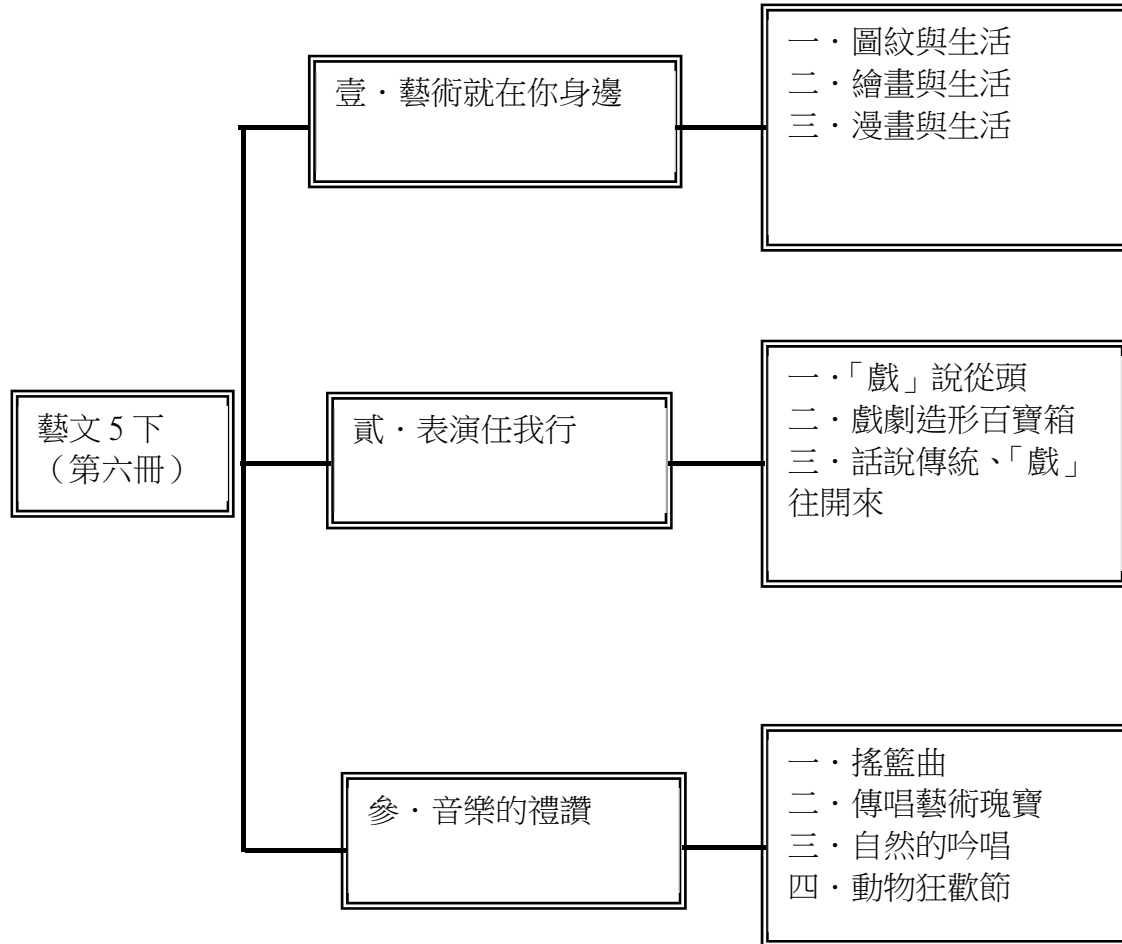 藝文 5 下
（第六冊）
壹．藝術就在你身邊
一．圖紋與生活
二．繪畫與生活
三．漫畫與生活
貳．表演任我行
一．「戲」說從頭
二．戲劇造形百寶箱
三．話說傳統、「戲」
往開來
參．音樂的禮讚
一．搖籃曲
二．傳唱藝術瑰寶
三．自然的吟唱
四．動物狂歡節